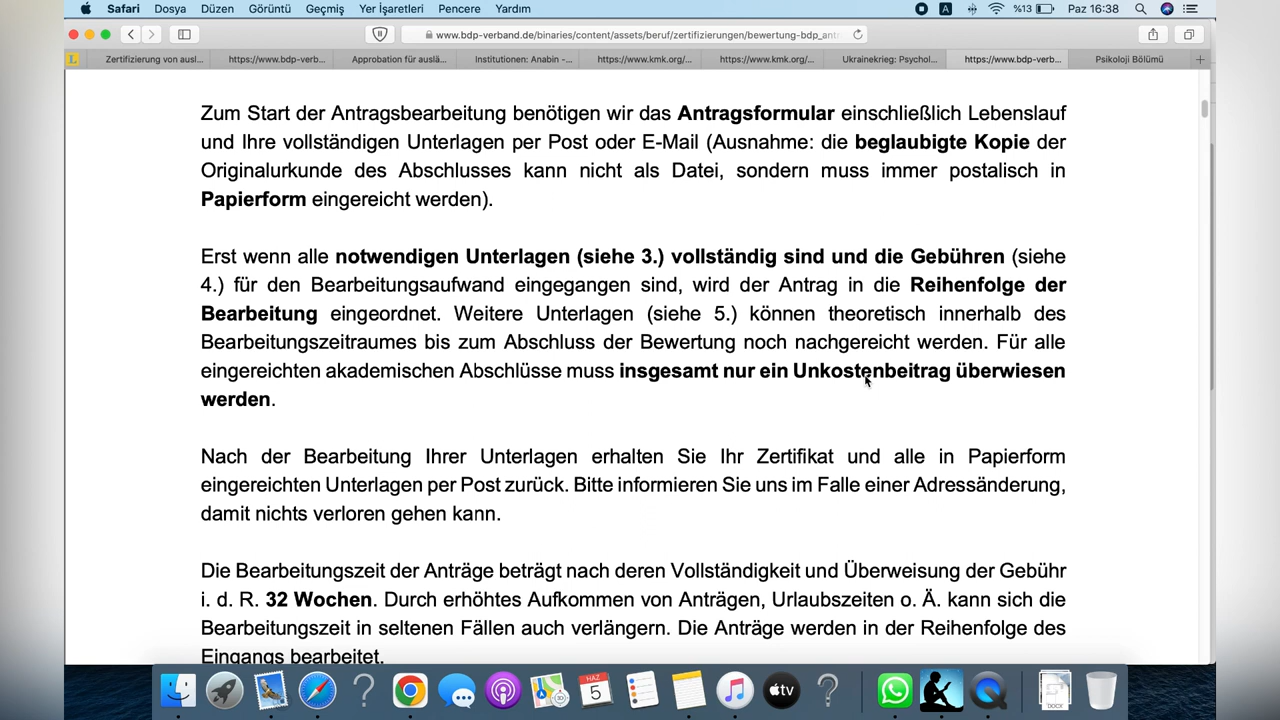 Safari Dosya Düzen Görüntü Geçmiş Yer İşaretleri Pencere Yardım A %13 Paz 16:38
www.bdp-verband.de/binaries/content/assets/beruf/zertifizierungen/bewertung-bdp_antr
L Zertifizierung von ausl... https://www.bdp-verb... Approbation für auslä... Institutionen: Anabin -... https://www.kmk.org/... https://www.kmk.org/... Ukrainekrieg: Psychol... https://www.bdp-verb... Psikoloji Bölümü
Zum Start der Antragsbearbeitung benötigen wir das Antragsformular einschließlich Lebenslauf
und Ihre vollständigen Unterlagen per Post oder E-Mail (Ausnahme: die beglaubigte Kopie der
Originalurkunde des Abschlusses kann nicht als Datei, sondern muss immer postalisch in
Papierform eingereicht werden).
Erst wenn alle notwendigen Unterlagen (siehe 3.) vollständig sind und die Gebühren (siehe
4.) für den Bearbeitungsaufwand eingegangen sind, wird der Antrag in die Reihenfolge der
Bearbeitung eingeordnet. Weitere Unterlagen (siehe 5.) können theoretisch innerhalb des
Bearbeitungszeitraumes bis zum Abschluss der Bewertung noch nachgereicht werden. Für alle
eingereichten akademischen Abschlüsse muss insgesamt nur ein Unkostenbeitrag überwiesen
werden.
Nach der Bearbeitung Ihrer Unterlagen erhalten Sie Ihr Zertifikat und alle in Papierform
eingereichten Unterlagen per Post zurück. Bitte informieren Sie uns im Falle einer Adressänderung,
damit nichts verloren gehen kann.
Die Bearbeitungszeit der Anträge beträgt nach deren Vollständigkeit und Überweisung der Gebühr
i. d. R. 32 Wochen. Durch erhöhtes Aufkommen von Anträgen, Urlaubszeiten o. Ä. kann sich die
Bearbeitungszeit in seltenen Fällen auch verlängern. Die Anträge werden in der Reihenfolge des
Eingangs bearbeitet.
HAZ
5
tv
DOCX